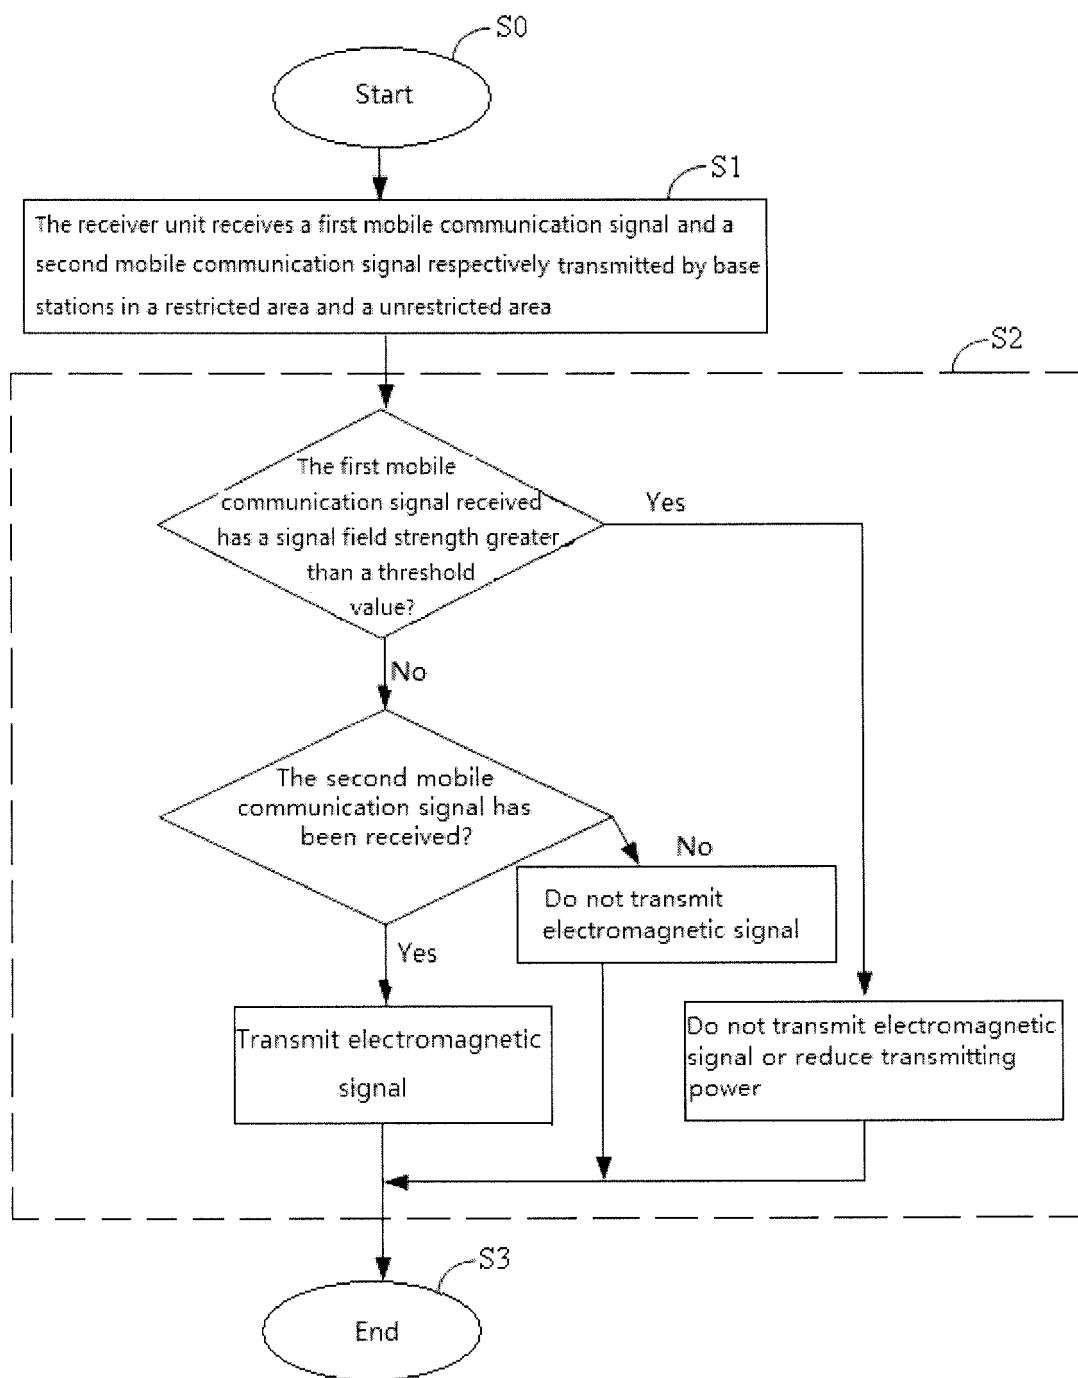 S0
Start
S1
The receiver unit receives a first mobile communication signal and a
second mobile communication signal respectively transmitted by base
stations in a restricted area and a unrestricted area
S2
The first mobile
communication signal received
has a signal field strength greater
than a threshold
value?
Yes
No
The second mobile
communication signal has
been received?
No
Do not transmit
electromagnetic signal
Yes
Transmit electromagnetic
signal
Do not transmit electromagnetic
signal or reduce transmitting
power
S3
End